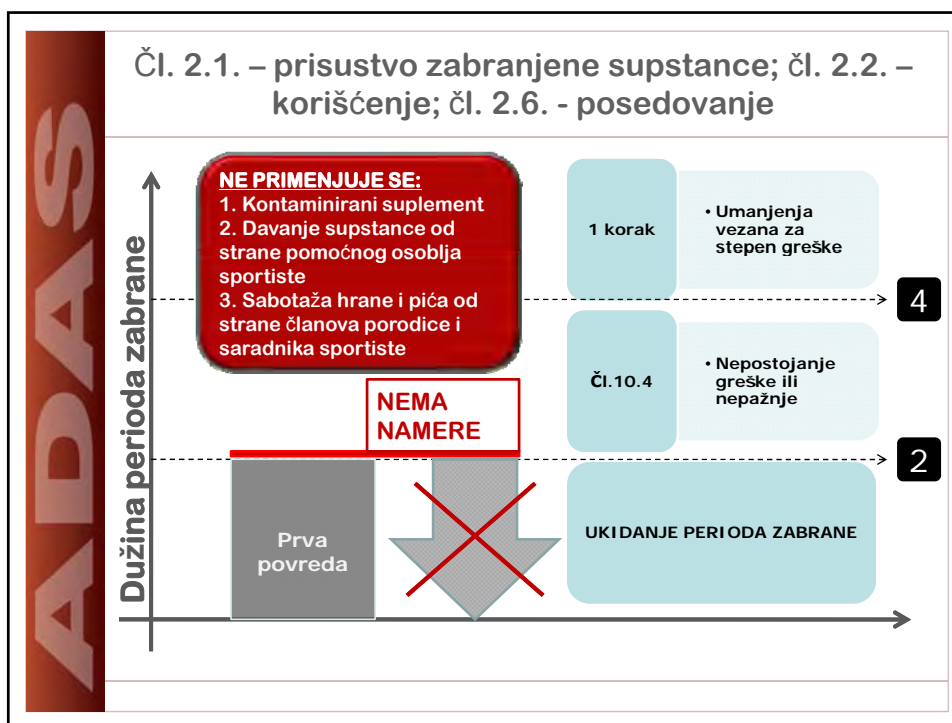 Čl. 2.1. – prisustvo zabranjene supstance; čl. 2.2. –
korišćenje; čl. 2.6. - posedovanje
ADAS
Dužina perioda zabrane
NE PRIMENJUJE SE:
1. Kontaminirani suplement
2. Davanje supstance od
strane pomoćnog osoblja
sportiste
3. Sabotaža hrane i pića od
strane članova porodice i
saradnika sportiste
NEMA
NAMERE
Prva
povreda
1 korak
• Umanjenja
vezana za
stepen greške
4
Čl.10.4
• Nepostojanje
greške ili
nepažnje
2
UKIDANJE PERIODA ZABRANE